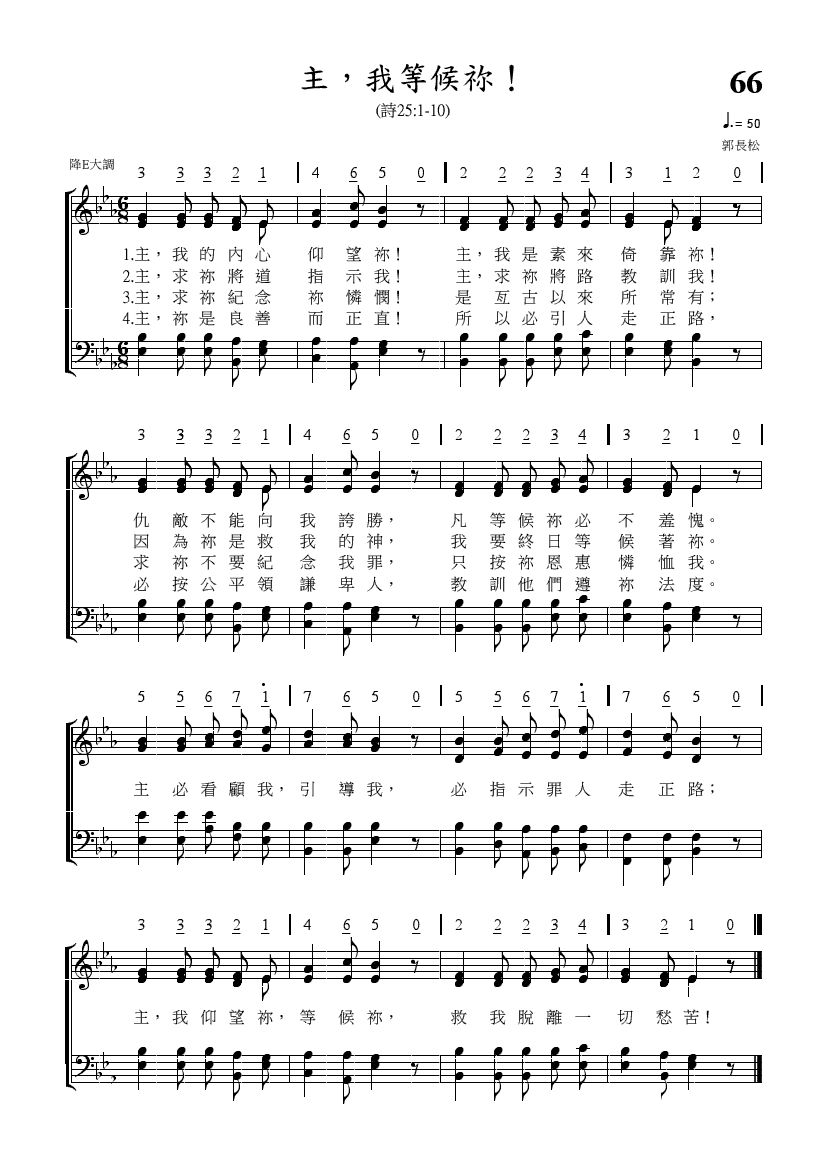 主，我等候祢！
66
(詩25:1-10)
♩. = 50
郭長松
降E大調
3 3 3 2 1 | 4 6 5 0 | 2 2 2 3 4 | 3 1 2 0 |
1.主，我的內心 仰望祢！ 主，我是素來 倚靠祢！
2.主，求祢將道 指示我！ 主，求祢將路 教訓我！
3.主，求祢紀念 祢憐憫！ 是亙古以來 所常有；
4.主，祢是良善 而正直！ 所以必引人 走正路，
3 3 3 2 1 | 4 6 5 0 | 2 2 2 3 4 | 3 2 1 0 |
仇敵不能向 我誇勝， 凡等候祢必 不羞愧。
因為祢是救 我的神， 我要終日等 候著祢。
求祢不要紀 念我罪， 只按祢恩惠 憐恤我。
必按公平領 謙卑人， 教訓他們遵 祢法度。
5 5 6 7 1̇ | 7 6 5 0 | 5 5 6 7 1̇ | 7 6 5 0 |
主必看顧我，引導我， 必指示罪人 走正路；
3 3 3 2 1 | 4 6 5 0 | 2 2 2 3 4 | 3 2 1 0
主，我仰望祢，等候祢， 救我脫離一 切愁苦！